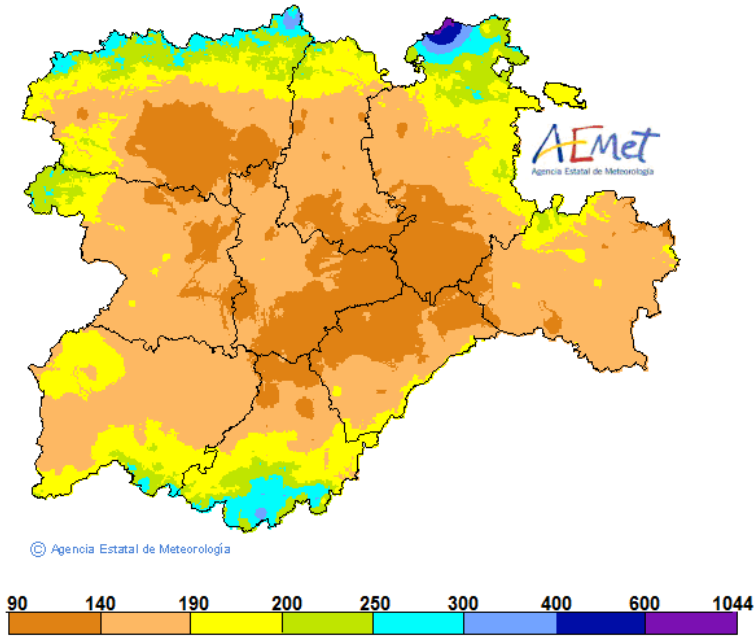 AEMet
Agencia Estatal de Meteorología
© Agencia Estatal de Meteorología
90 140 190 200 250 300 400 600 1044